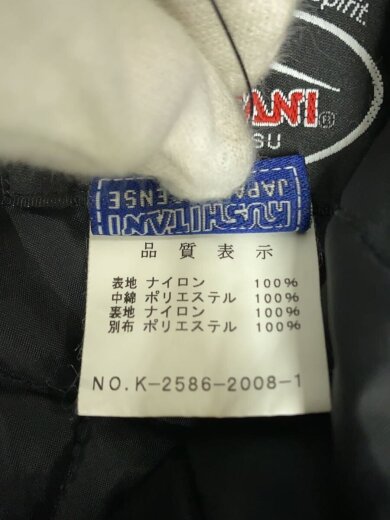 Spirit.
KUSHITANI
JAPAN SENSE
品質表示
表地 ナイロン 100%
中綿 ポリエステル 100%
裏地 ナイロン 100%
別布 ポリエステル 100%
NO.K-2586-2008-1